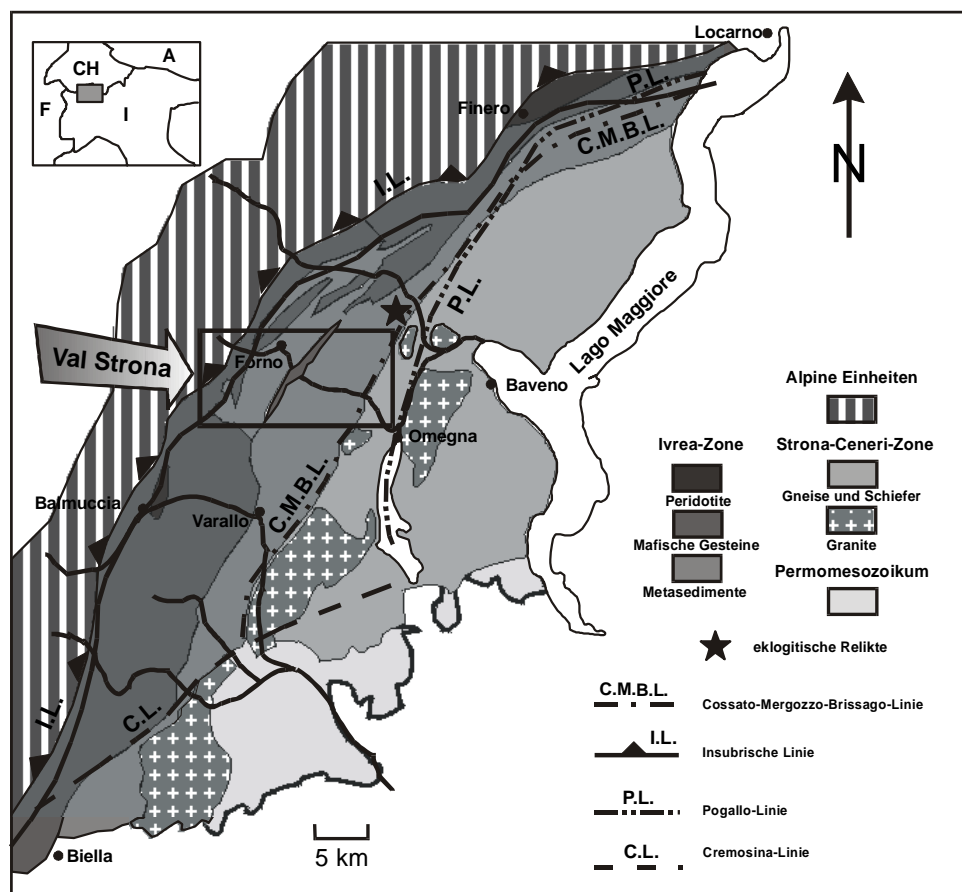 Locarno
A
CH
F
I
P.L.
Finero
C.M.B.L.
N
I.L.
P.L.
Lago Maggiore
Val Strona
Forno
Baveno
Omegna
Balmuccia
Varallo
C.M.B.L.
I.L.
C.L.
Biella
5 km
Alpine Einheiten
Ivrea-Zone
Strona-Ceneri-Zone
Peridotite
Gneise und Schiefer
Mafische Gesteine
Granite
Metasedimente
Permomesozoikum
eklogitische Relikte
C.M.B.L.
Cossato-Mergozzo-Brissago-Linie
I.L.
Insubrische Linie
P.L.
Pogallo-Linie
C.L.
Cremosina-Linie